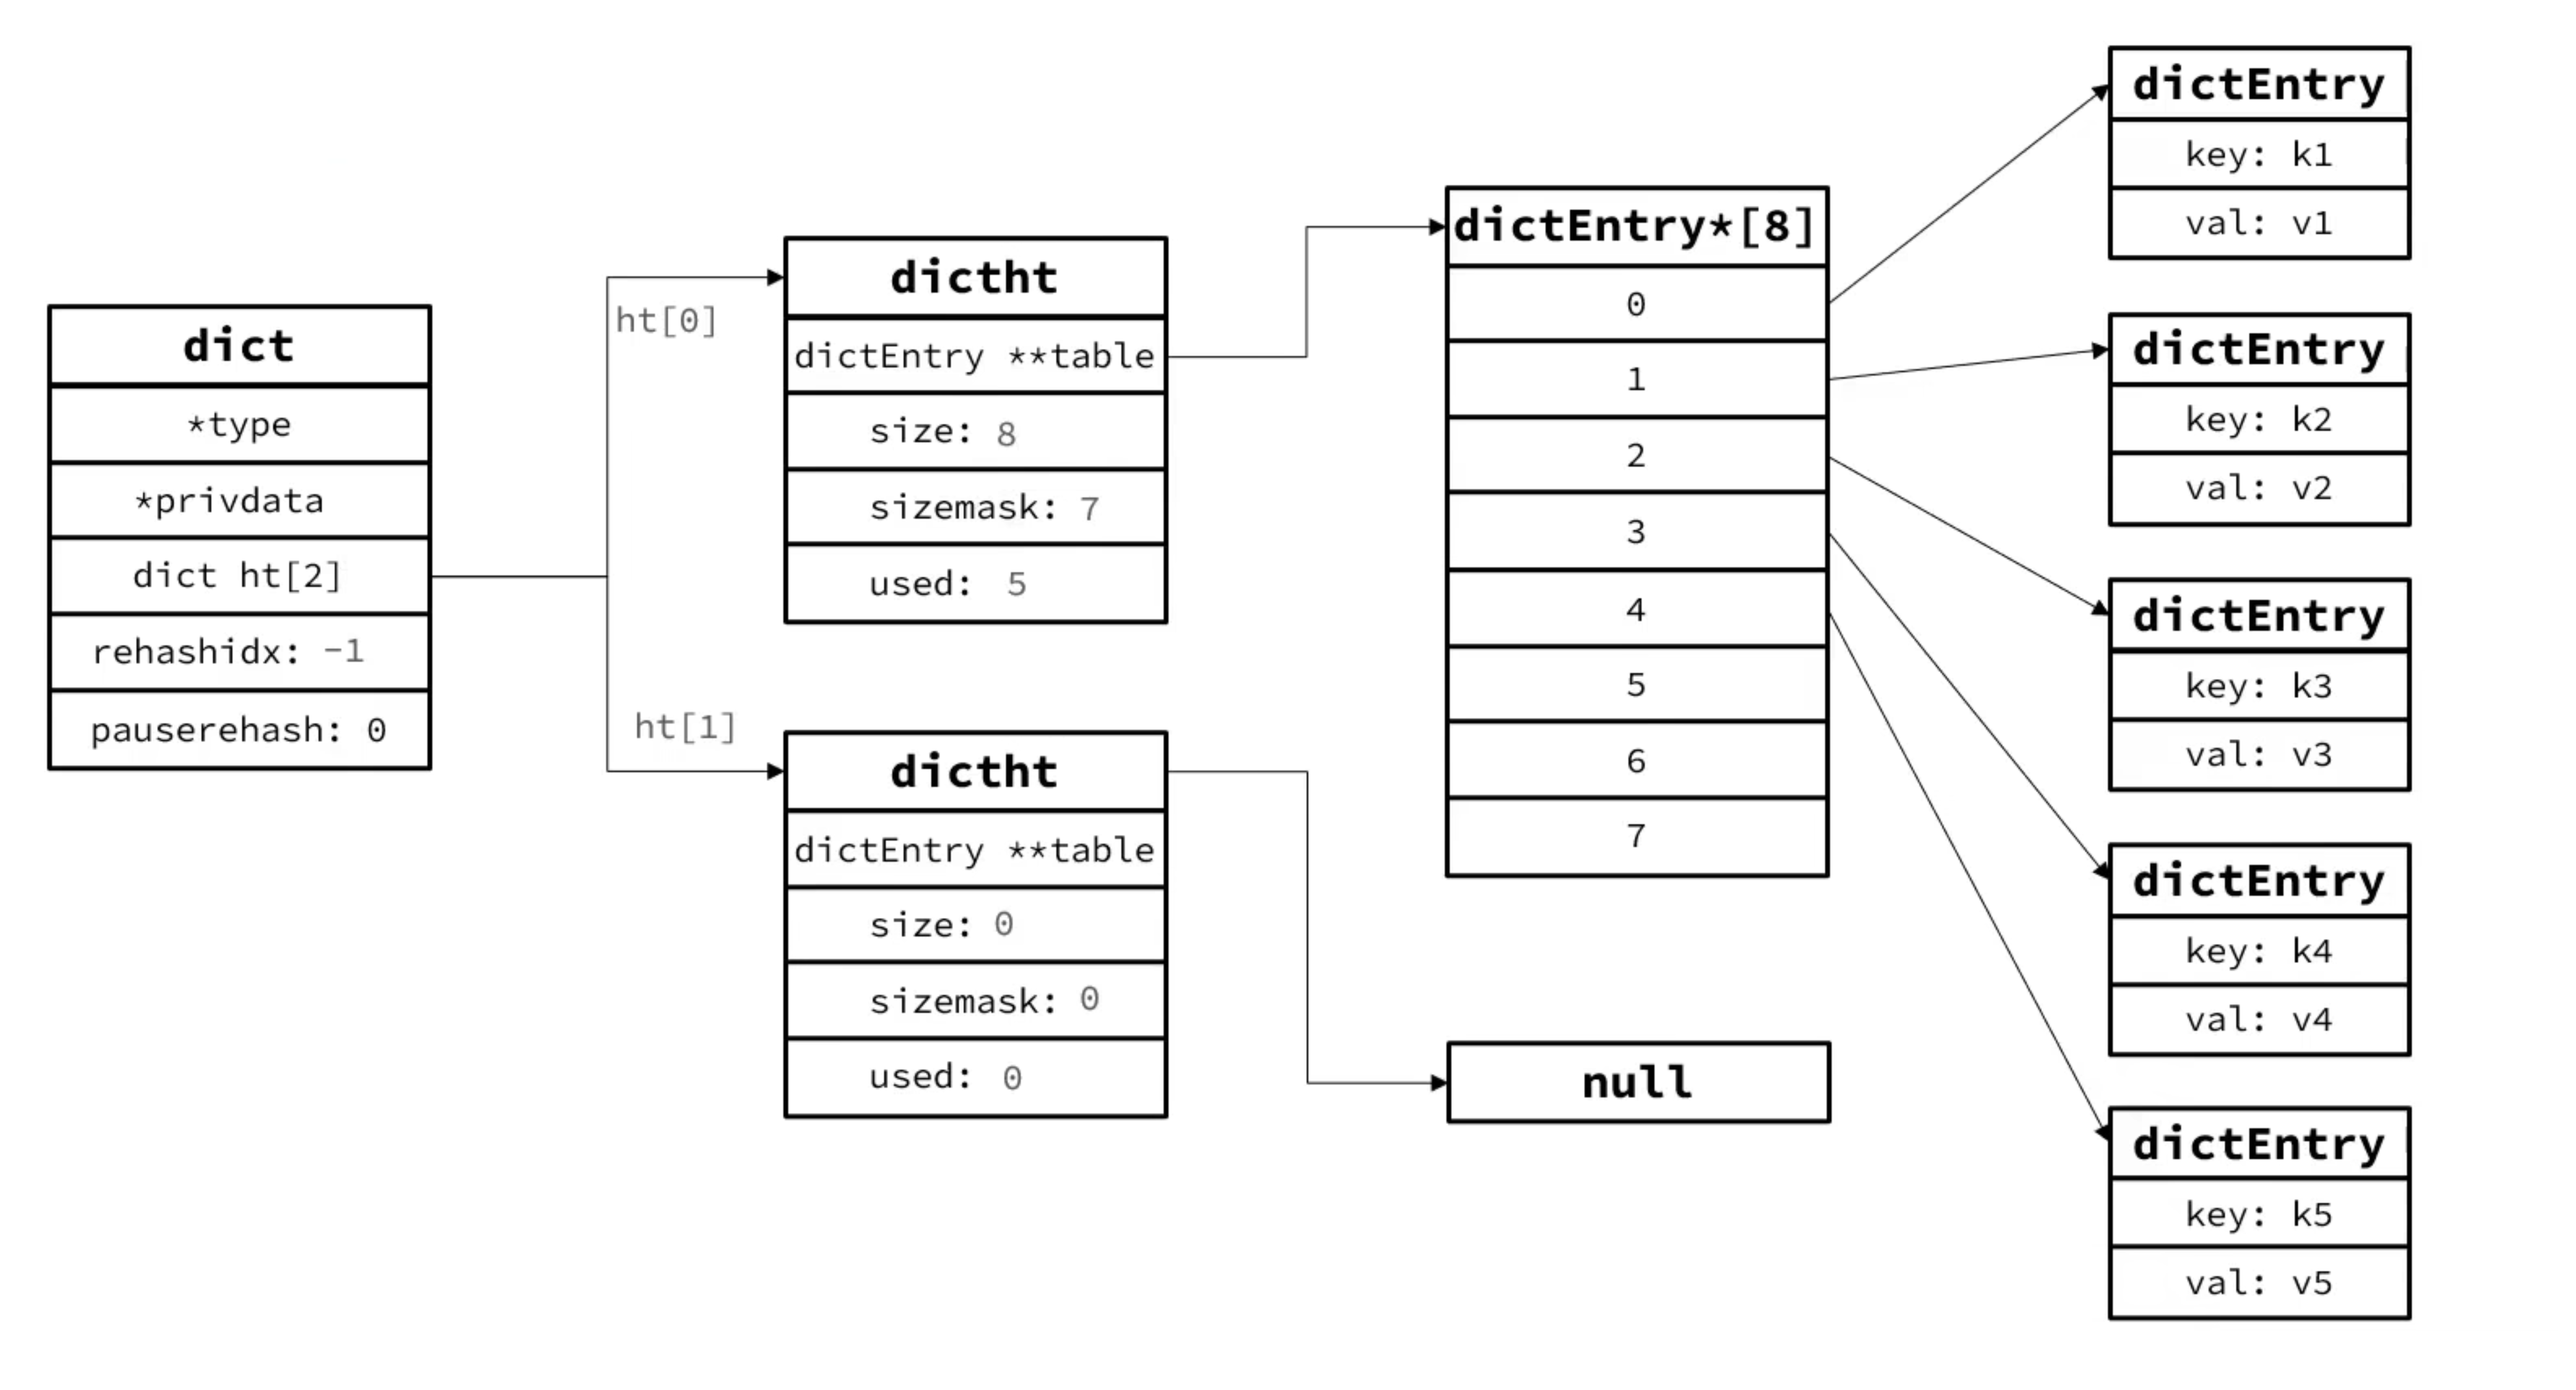 dict
*type
*privdata
dict ht[2]
rehashidx: -1
pauserehash: 0
ht[0]
ht[1]
dictht
dictEntry **table
size: 8
sizemask: 7
used: 5
dictht
dictEntry **table
size: 0
sizemask: 0
used: 0
dictEntry*[8]
0
1
2
3
4
5
6
7
null
dictEntry
key: k1
val: v1
dictEntry
key: k2
val: v2
dictEntry
key: k3
val: v3
dictEntry
key: k4
val: v4
dictEntry
key: k5
val: v5